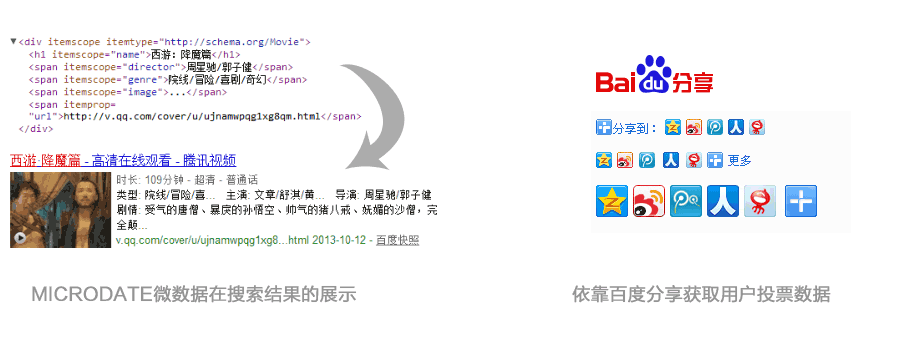 <div itemscope itemtype="http://schema.org/Movie">
<h1 itemscope="name">西游：降魔篇</h1>
<span itemscope="director">周星驰/郭子健</span>
<span itemscope="genre">院线/冒险/喜剧/奇幻</span>
<span itemscope="image">...</span>
<span itemprop=
"url">http://v.qq.com/cover/u/ujnamwpqg1xg8qm.html</span>
</div>
西游·降魔篇 - 高清在线观看 - 腾讯视频
时长: 109分钟 - 超清 - 普通话
类型: 院线/冒险/喜... 主演: 文章/舒淇/黄... 导演: 周星驰/郭子健
剧情: 受气的唐僧、暴戾的孙悟空、帅气的猪八戒、妩媚的沙僧，完
全颠...
v.qq.com/cover/u/ujnamwpqg1xg8...html 2013-10-12 - 百度快照
MICRODATE微数据在搜索结果的展示
Bai du 分享
分享到：
更多
依靠百度分享获取用户投票数据